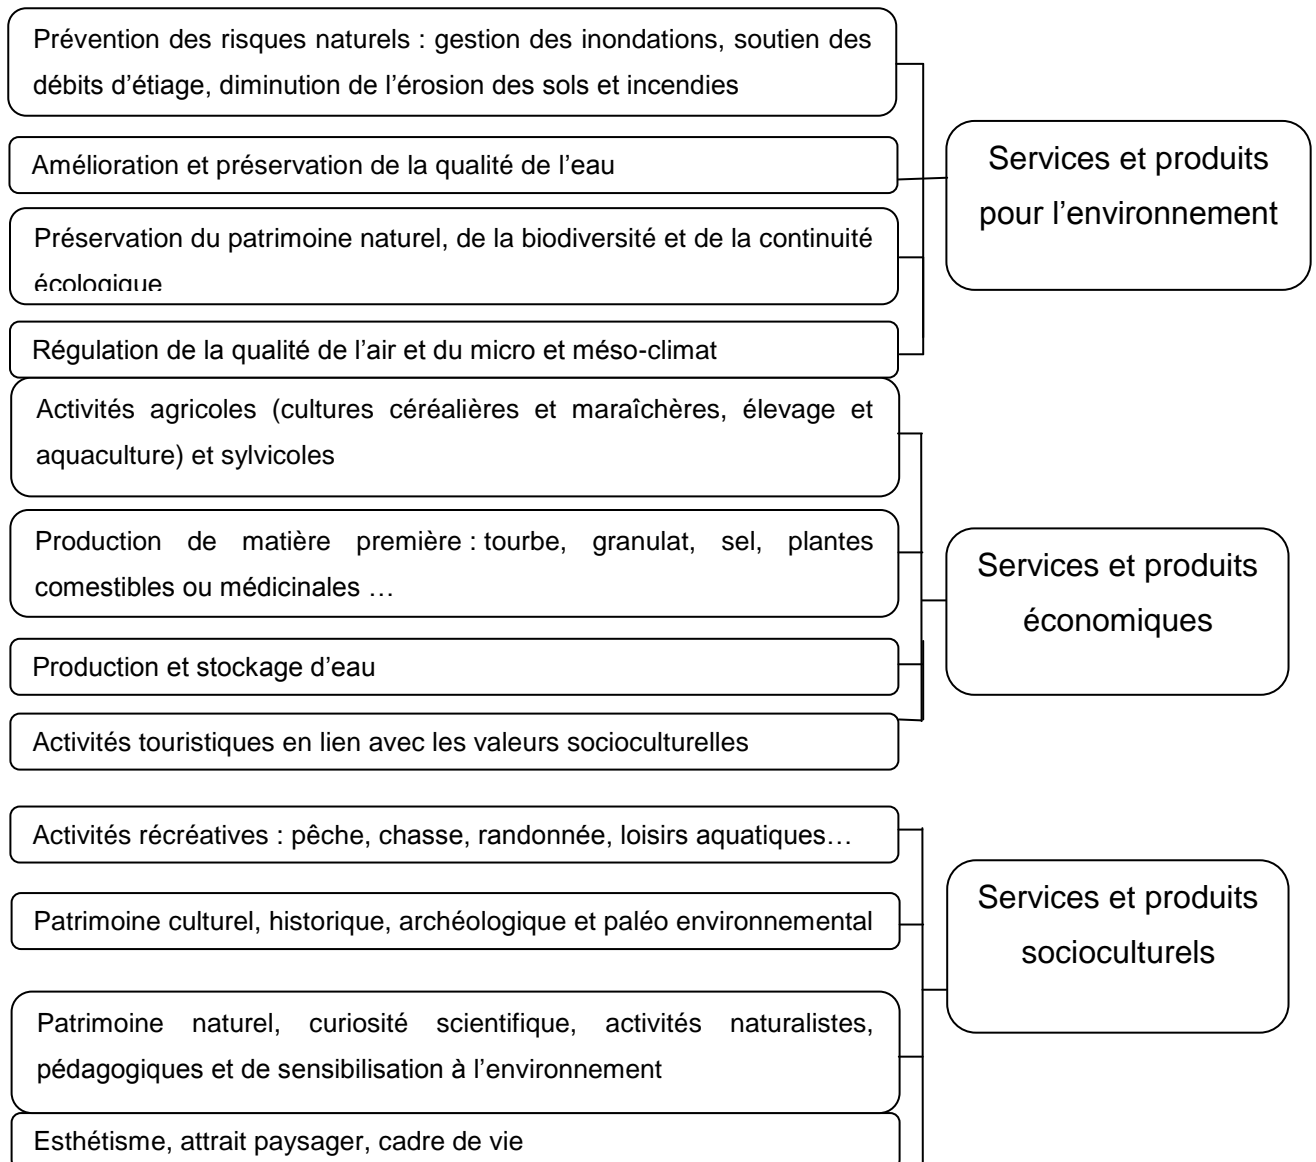 Prévention des risques naturels : gestion des inondations, soutien des
débits d’étiage, diminution de l’érosion des sols et incendies
Amélioration et préservation de la qualité de l’eau
Préservation du patrimoine naturel, de la biodiversité et de la continuité
écologique
Régulation de la qualité de l’air et du micro et méso-climat
Services et produits
pour l’environnement
Activités agricoles (cultures céréalières et maraîchères, élevage et
aquaculture) et sylvicoles
Production de matière première : tourbe, granulat, sel, plantes
comestibles ou médicinales …
Production et stockage d’eau
Activités touristiques en lien avec les valeurs socioculturelles
Services et produits
économiques
Activités récréatives : pêche, chasse, randonnée, loisirs aquatiques…
Patrimoine culturel, historique, archéologique et paléo environnemental
Patrimoine naturel, curiosité scientifique, activités naturalistes,
pédagogiques et de sensibilisation à l’environnement
Esthétisme, attrait paysager, cadre de vie
Services et produits
socioculturels